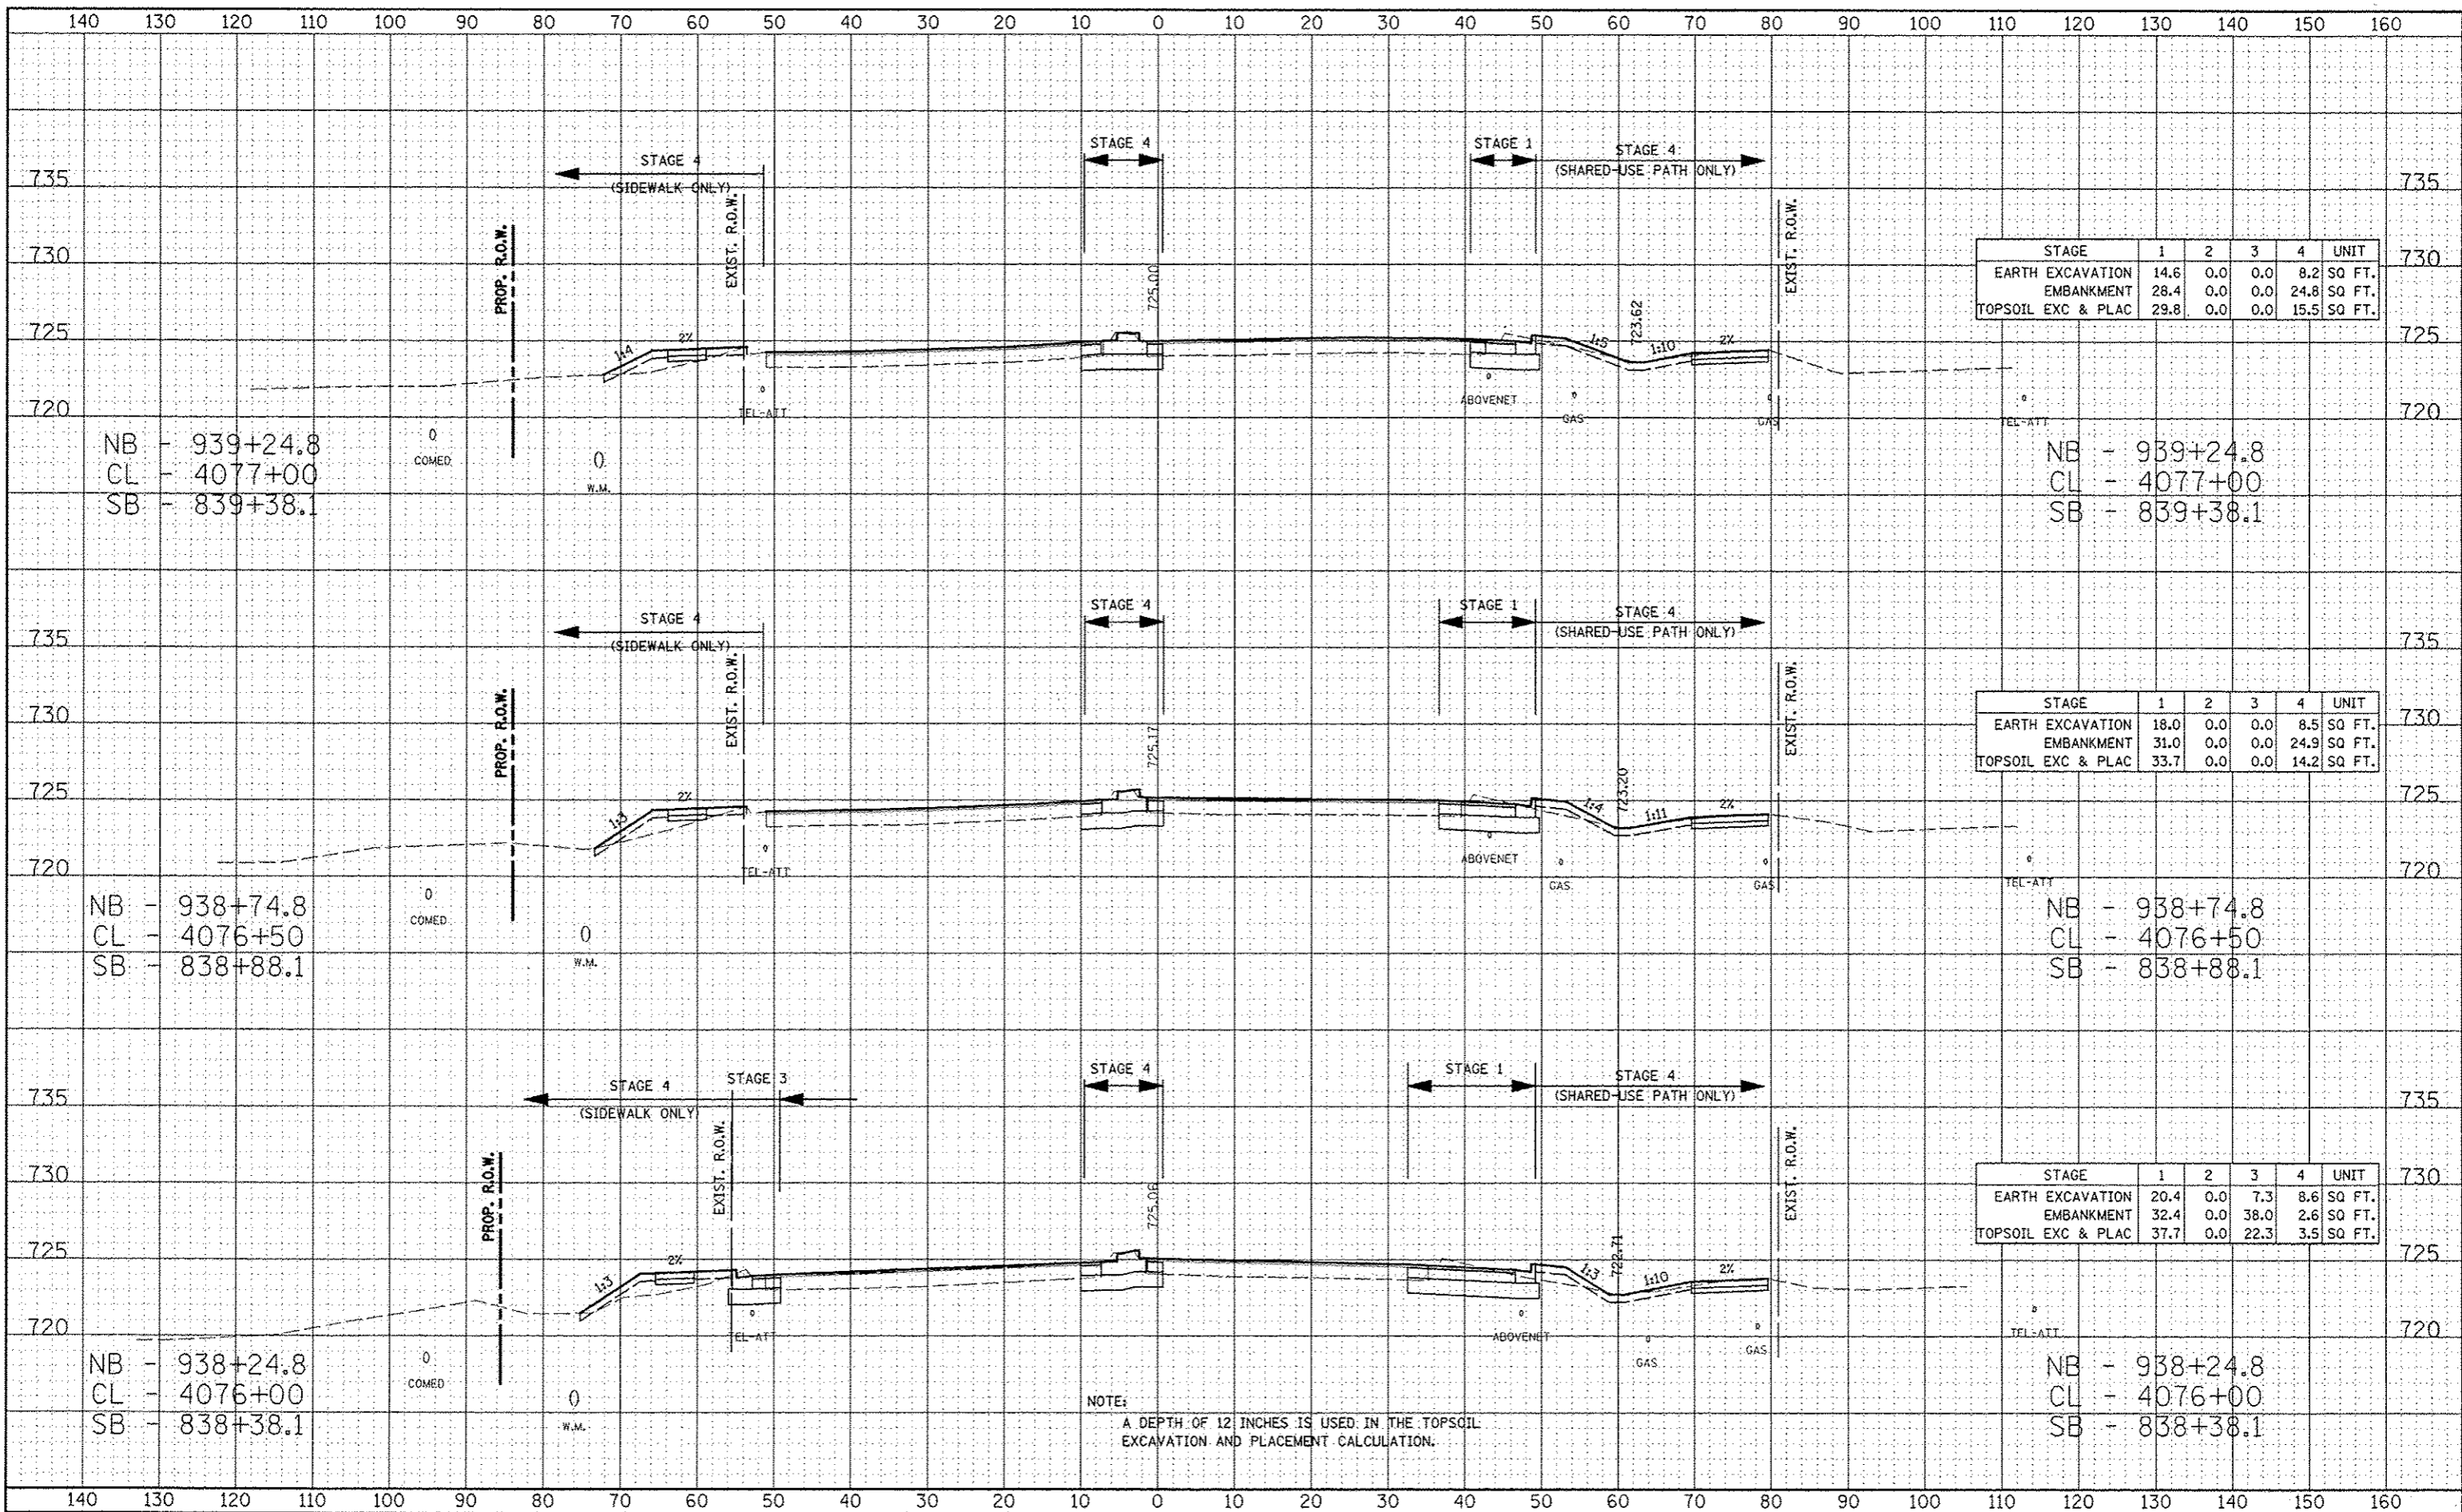 140 130 120 110 100 90 80 70 60 50 40 30 20 10 0 10 20 30 40 50 60 70 80 90 100 110 120 130 140 150 160
STAGE 4
(SIDEWALK ONLY)
STAGE 4
STAGE 1
STAGE 4
(SHARED-USE PATH ONLY)
735 735
730 730
725 725
720 720
PROP. R.O.W.
EXIST. R.O.W.
725.00
723.62
EXIST. R.O.W.
1:4
2%
1:5
1:10
2%
STAGE 1 2 3 4 UNIT
EARTH EXCAVATION 14.6 0.0 0.0 8.2 SQ FT.
EMBANKMENT 28.4 0.0 0.0 24.8 SQ FT.
TOPSOIL EXC & PLAC 29.8 0.0 0.0 15.5 SQ FT.
COMED
W.M.
TEL-ATT
ABOVENET
GAS
GAS
TEL-ATT
NB - 939+24.8
CL - 4077+00
SB - 839+38.1
NB - 939+24.8
CL - 4077+00
SB - 839+38.1
STAGE 4
(SIDEWALK ONLY)
STAGE 4
STAGE 1
STAGE 4
(SHARED-USE PATH ONLY)
735 735
730 730
725 725
720 720
PROP. R.O.W.
EXIST. R.O.W.
725.17
723.20
EXIST. R.O.W.
1:3
2%
1:4
1:11
2%
STAGE 1 2 3 4 UNIT
EARTH EXCAVATION 18.0 0.0 0.0 8.5 SQ FT.
EMBANKMENT 31.0 0.0 0.0 24.9 SQ FT.
TOPSOIL EXC & PLAC 33.7 0.0 0.0 14.2 SQ FT.
COMED
W.M.
TEL-ATT
ABOVENET
GAS
GAS
TEL-ATT
NB - 938+74.8
CL - 4076+50
SB - 838+88.1
NB - 938+74.8
CL - 4076+50
SB - 838+88.1
STAGE 4
(SIDEWALK ONLY)
STAGE 3
STAGE 4
STAGE 1
STAGE 4
(SHARED-USE PATH ONLY)
735 735
730 730
725 725
720 720
PROP. R.O.W.
EXIST. R.O.W.
725.06
722.71
EXIST. R.O.W.
1:3
2%
1:3
1:10
2%
STAGE 1 2 3 4 UNIT
EARTH EXCAVATION 20.4 0.0 7.3 8.6 SQ FT.
EMBANKMENT 32.4 0.0 38.0 2.6 SQ FT.
TOPSOIL EXC & PLAC 37.7 0.0 22.3 3.5 SQ FT.
COMED
W.M.
TEL-ATT
ABOVENET
GAS
GAS
TEL-ATT
NB - 938+24.8
CL - 4076+00
SB - 838+38.1
NB - 938+24.8
CL - 4076+00
SB - 838+38.1
NOTE:
A DEPTH OF 12 INCHES IS USED IN THE TOPSOIL
EXCAVATION AND PLACEMENT CALCULATION.
140 130 120 110 100 90 80 70 60 50 40 30 20 10 0 10 20 30 40 50 60 70 80 90 100 110 120 130 140 150 160